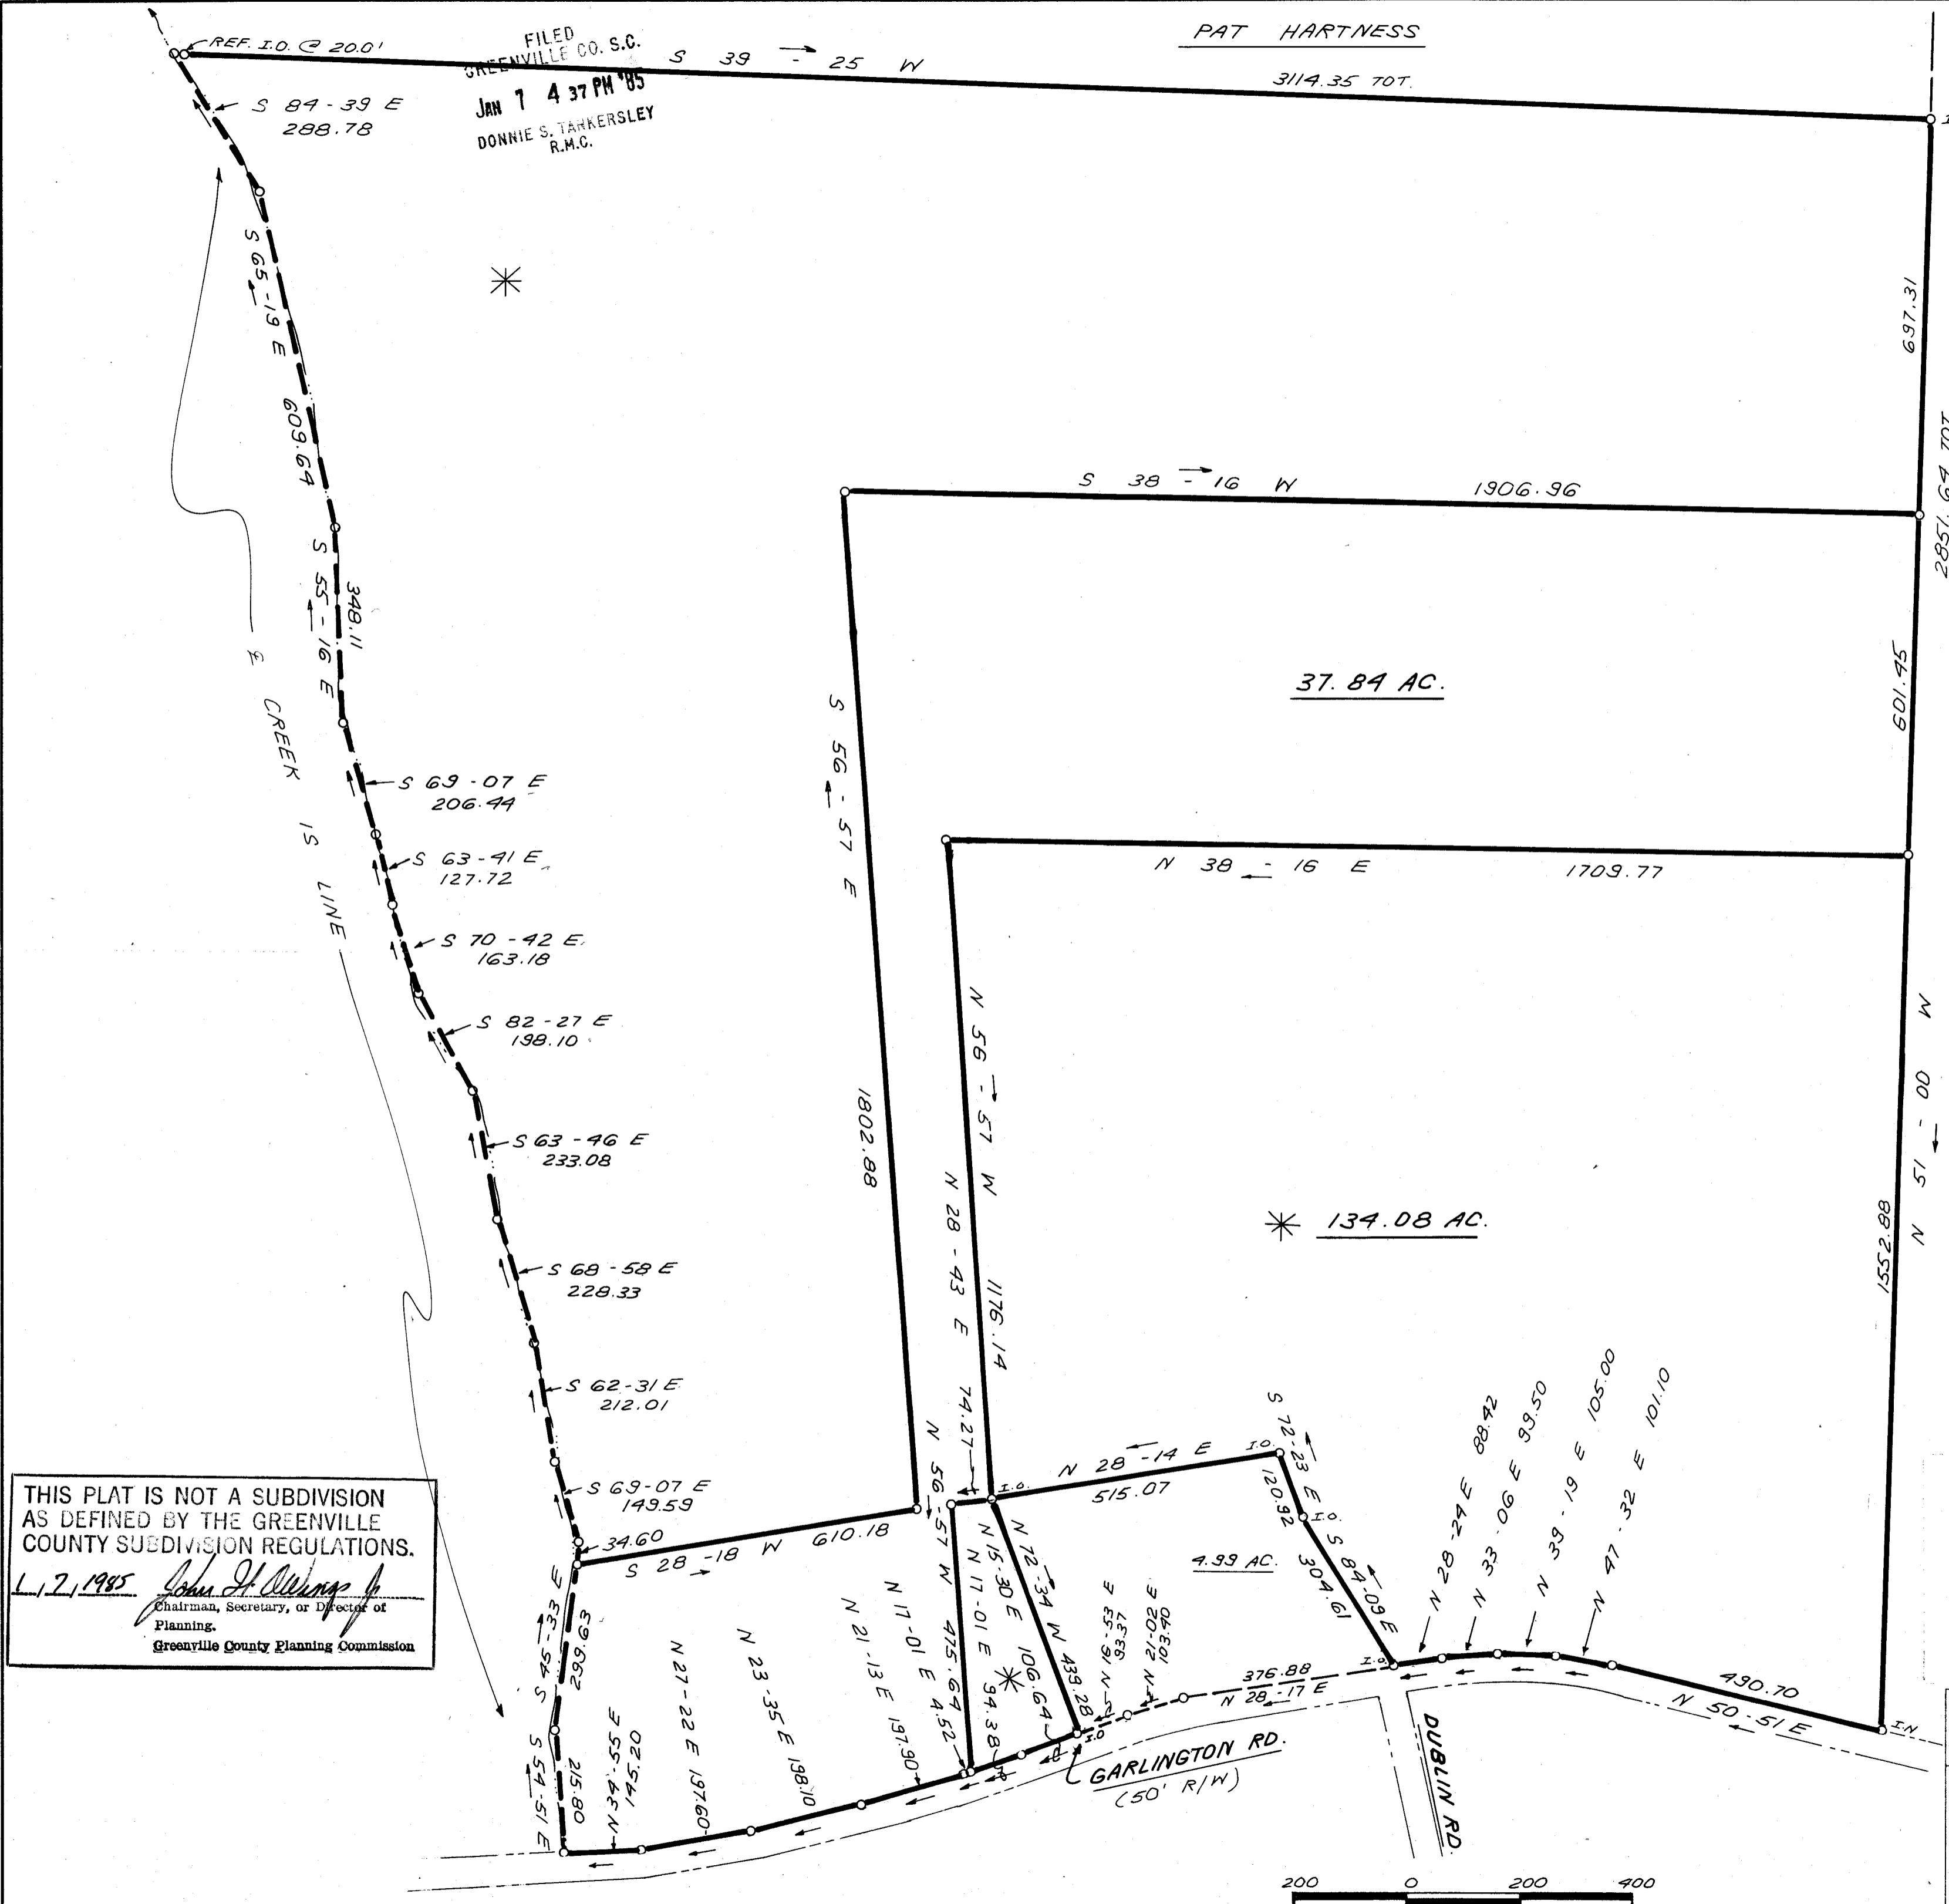 PAT HARTNESS
REF. I.O. @ 20.0'
FILED
GREENVILLE CO. S.C.
JAN 7 4 37 PM '85
DONNIE S. TANKERSLEY
R.M.C.
S 39 - 25 W
3114.35 TOT.
S 84-39 E
288.78
S 65-19 E 609.64
697.31
2851.64 TOT.
S 38 - 16 W 1906.96
348.11
S 55-16 E
₵ CREEK IS LINE
37.84 AC.
601.45
S 56-57 E
1802.88
S 69-07 E
206.44
S 63-41 E
127.72
N 38 - 16 E 1709.77
S 70-42 E
163.18
S 82-27 E
198.10
N 56-57 W
1176.14
N 51-00 W
S 63-46 E
233.08
134.08 AC.
1552.88
N 28-43 E 74.27
S 68-58 E
228.33
S 62-31 E
212.01
S 69-07 E
149.59
34.60
S 28-18 W 610.18
I.O.
N 28-14 E
515.07
I.O.
S 72-23 E
120.92
I.O.
S 84-09 E
304.61
N 28-24 E 88.42
N 33-06 E 99.50
N 39-19 E 105.00
N 47-32 E 101.10
4.99 AC.
N 56-57 W 475.64
N 72-34 W 439.28
N 15-30 E 106.64
N 17-01 E 94.38
N 17-01 E 4.52
N 21-13 E 197.90
N 23-35 E 198.10
N 27-22 E 197.60
N 34-55 E
145.20
S 45-33 E
299.63
S 54-51 E
215.80
N 16-53 E
93.37
N 21-02 E
103.40
376.88
N 28-17 E
I.O.
I.O.
490.70
N 50-51 E
I.N.
GARLINGTON RD.
(50' R/W)
DUBLIN RD.
THIS PLAT IS NOT A SUBDIVISION
AS DEFINED BY THE GREENVILLE
COUNTY SUBDIVISION REGULATIONS.
1/7/1985 John H. Owings Jr
Chairman, Secretary, or Director of
Planning.
Greenville County Planning Commission
200 0 200 400